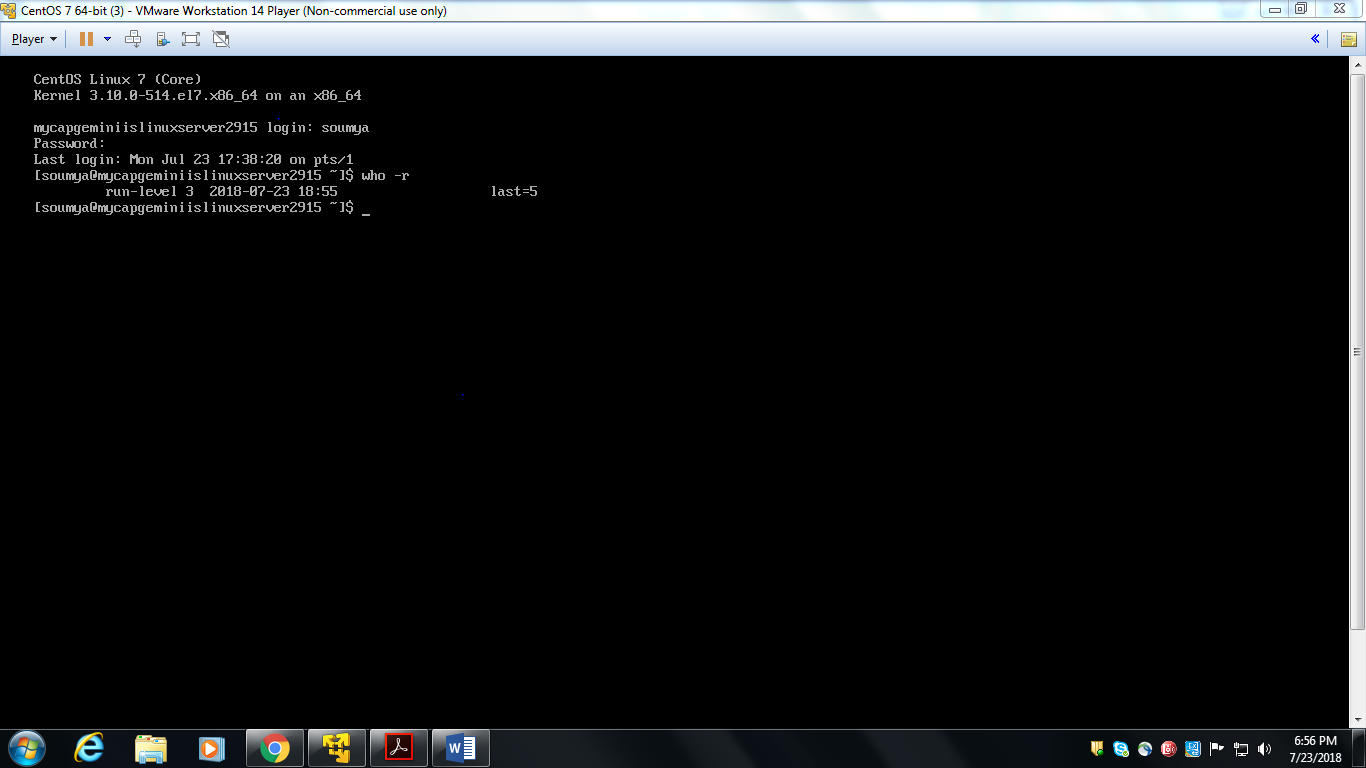 CentOS 7 64-bit (3) - VMware Workstation 14 Player (Non-commercial use only)
Player
CentOS Linux 7 (Core)
Kernel 3.10.0-514.el7.x86_64 on an x86_64
mycapgeminiislinuxserver2915 login: soumya
Password:
Last login: Mon Jul 23 17:38:20 on pts/1
[soumya@mycapgeminiislinuxserver2915 ~]$ who -r
run-level 3  2018-07-23 18:55                   last=5
[soumya@mycapgeminiislinuxserver2915 ~]$ _
6:56 PM
7/23/2018